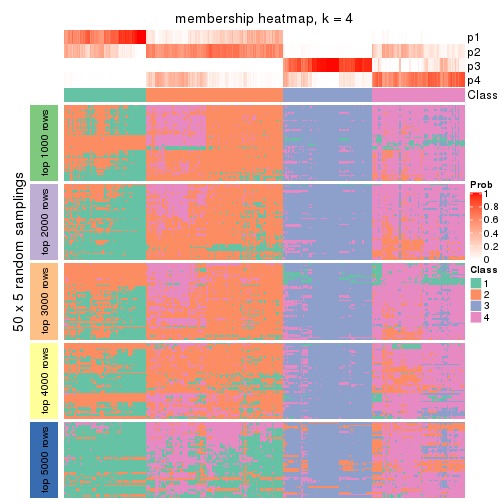 membership heatmap, k = 4
p1
p2
p3
p4
Class
50 x 5 random samplings
top 1000 rows
top 2000 rows
top 3000 rows
top 4000 rows
top 5000 rows
Prob
1
0.8
0.6
0.4
0.2
0
Class
1
2
3
4